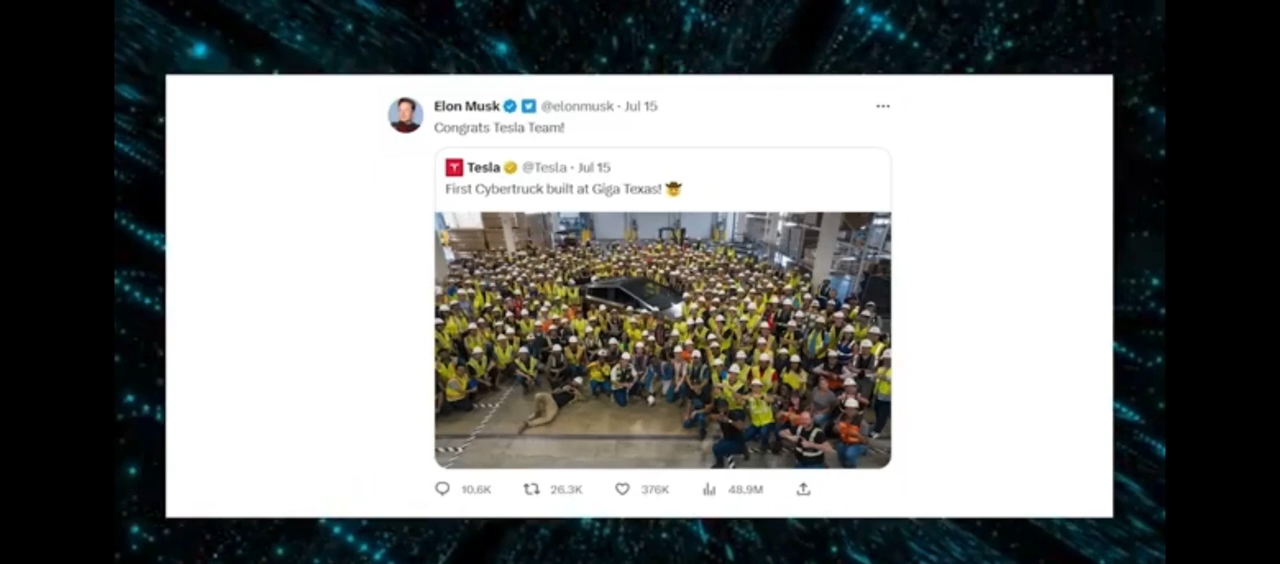 Elon Musk @elonmusk · Jul 15
Congrats Tesla Team!
Tesla @Tesla · Jul 15
First Cybertruck built at Giga Texas! 🤠
10.6K 26.3K 376K 48.9M